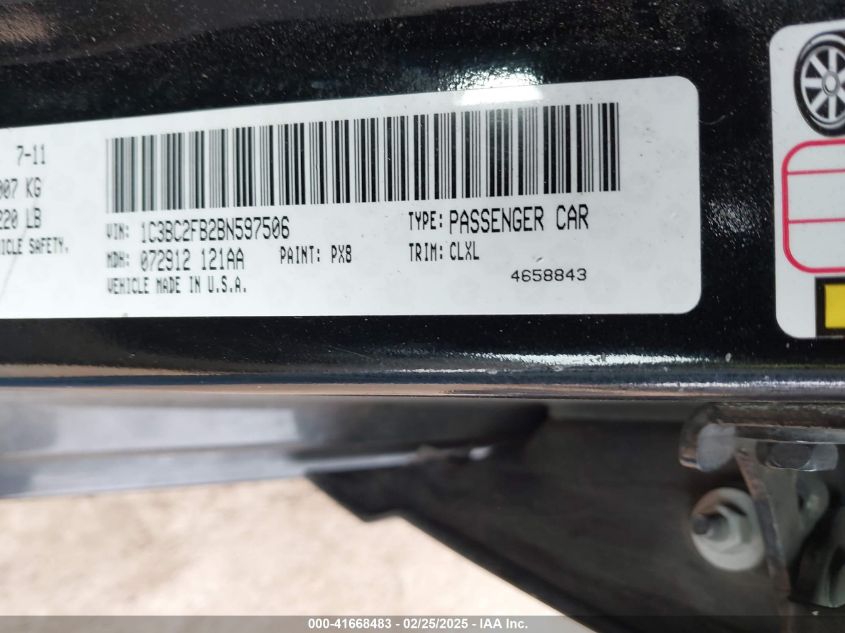 7-11
007 KG
220 LB
ICLE SAFETY.
VIN: 1C3BC2FB2BN597506 TYPE: PASSENGER CAR
MDH: 072912 121AA PAINT: PX8 TRIM: CLXL
VEHICLE MADE IN U.S.A. 4658843
000-41668483 - 02/25/2025 - IAA Inc.